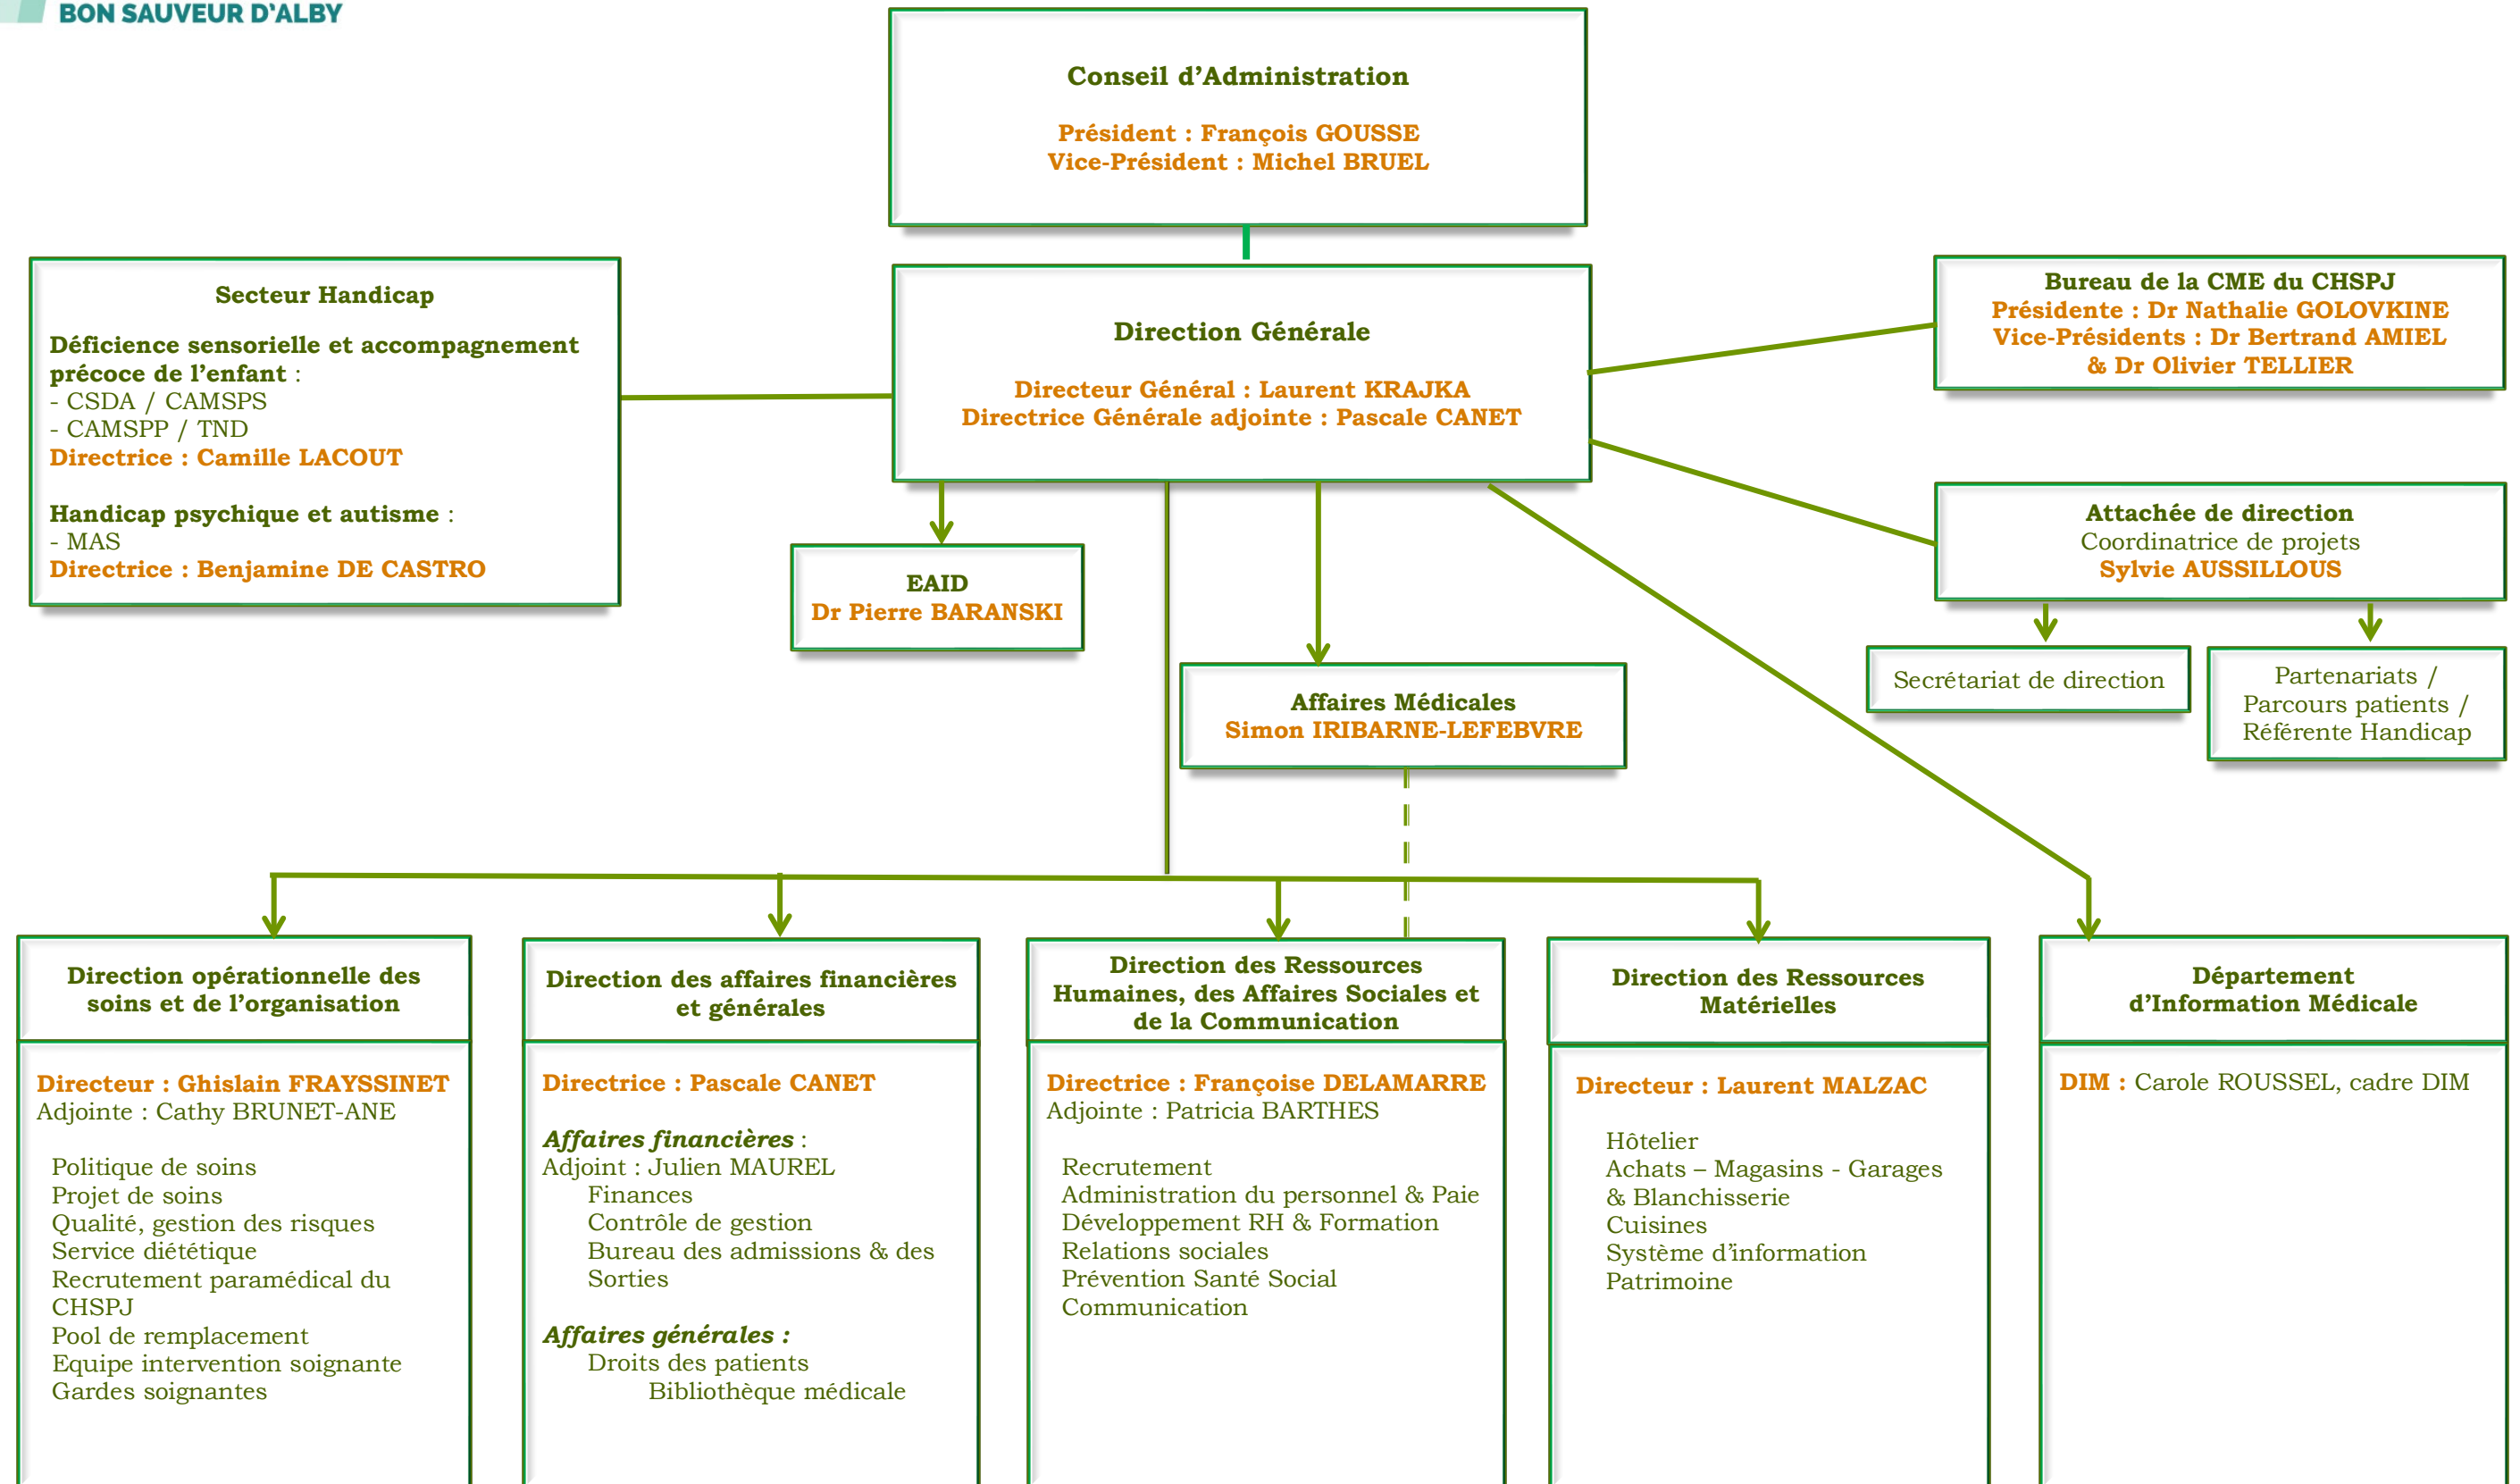 BON SAUVEUR D'ALBY
Conseil d’Administration
Président : François GOUSSE
Vice-Président : Michel BRUEL
Secteur Handicap
Déficience sensorielle et accompagnement
précoce de l’enfant :
- CSDA / CAMSPS
- CAMSPP / TND
Directrice : Camille LACOUT
Handicap psychique et autisme :
- MAS
Directrice : Benjamine DE CASTRO
Direction Générale
Directeur Général : Laurent KRAJKA
Directrice Générale adjointe : Pascale CANET
Bureau de la CME du CHSPJ
Présidente : Dr Nathalie GOLOVKINE
Vice-Présidents : Dr Bertrand AMIEL
& Dr Olivier TELLIER
Attachée de direction
Coordinatrice de projets
Sylvie AUSSILLOUS
EAID
Dr Pierre BARANSKI
Secrétariat de direction
Partenariats /
Parcours patients /
Référente Handicap
Affaires Médicales
Simon IRIBARNE-LEFEBVRE
Direction opérationnelle des
soins et de l’organisation
Directeur : Ghislain FRAYSSINET
Adjointe : Cathy BRUNET-ANE
Politique de soins
Projet de soins
Qualité, gestion des risques
Service diététique
Recrutement paramédical du
CHSPJ
Pool de remplacement
Equipe intervention soignante
Gardes soignantes
Direction des affaires financières
et générales
Directrice : Pascale CANET
Affaires financières :
Adjoint : Julien MAUREL
Finances
Contrôle de gestion
Bureau des admissions & des
Sorties
Affaires générales :
Droits des patients
Bibliothèque médicale
Direction des Ressources
Humaines, des Affaires Sociales et
de la Communication
Directrice : Françoise DELAMARRE
Adjointe : Patricia BARTHES
Recrutement
Administration du personnel & Paie
Développement RH & Formation
Relations sociales
Prévention Santé Social
Communication
Direction des Ressources
Matérielles
Directeur : Laurent MALZAC
Hôtelier
Achats – Magasins - Garages
& Blanchisserie
Cuisines
Système d’information
Patrimoine
Département
d’Information Médicale
DIM : Carole ROUSSEL, cadre DIM